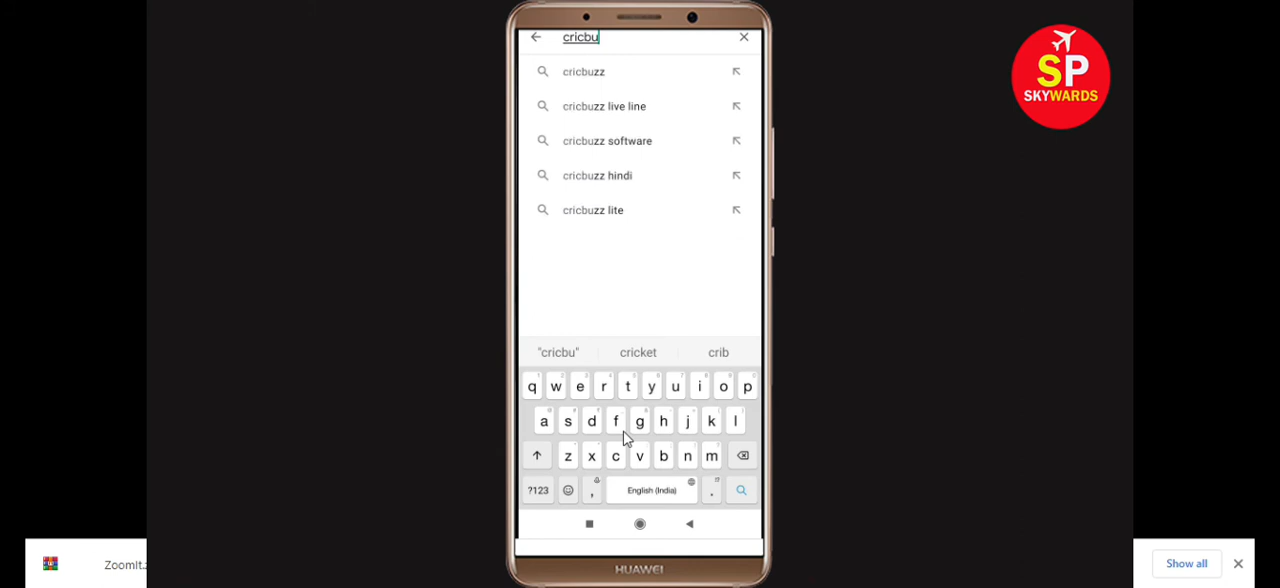 cricbu
cricbuzz
cricbuzz live line
cricbuzz software
cricbuzz hindi
cricbuzz lite
"cricbu" cricket crib
q w e r t y u i o p
a s d f g h j k l
z x c v b n m
?123 , English (India) .
HUAWEI
SP
SKYWARDS
ZoomIt.z
Show all